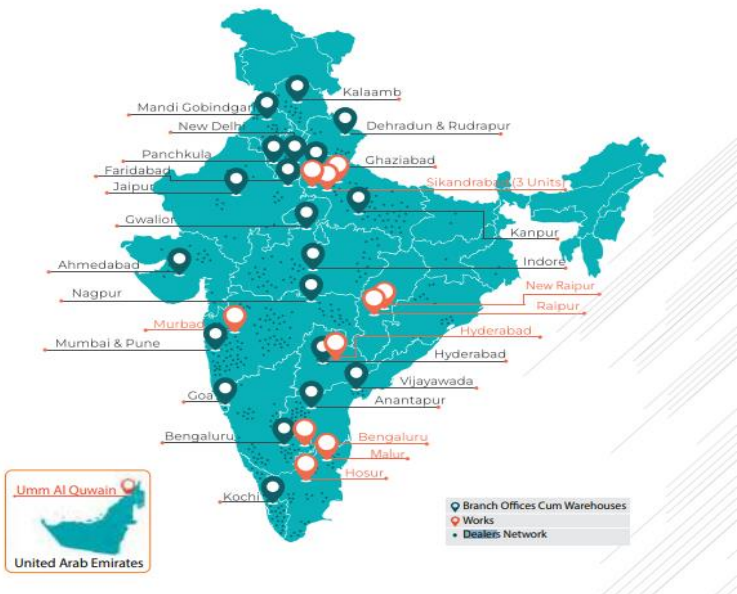 Kalaamb
Mandi Gobindgar
New Delhi
Dehradun & Rudrapur
Panchkula
Ghaziabad
Faridabad
Sikandrabad (3 Units)
Jaipur
Gwalior
Kanpur
Ahmedabad
Indore
Nagpur
New Raipur
Raipur
Murbad
Hyderabad
Mumbai & Pune
Hyderabad
Vijayawada
Goa
Anantapur
Bengaluru
Bengaluru
Malur
Hosur
Umm Al Quwain
Kochi
United Arab Emirates
Branch Offices Cum Warehouses
Works
Dealers Network